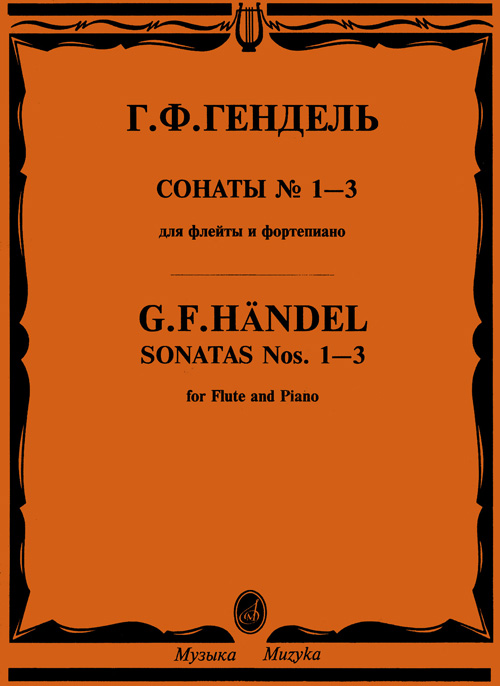 Г.Ф.ГЕНДЕЛЬ
СОНАТЫ № 1—3
для флейты и фортепиано
G.F.HÄNDEL
SONATAS Nos. 1—3
for Flute and Piano
Музыка Muzyka